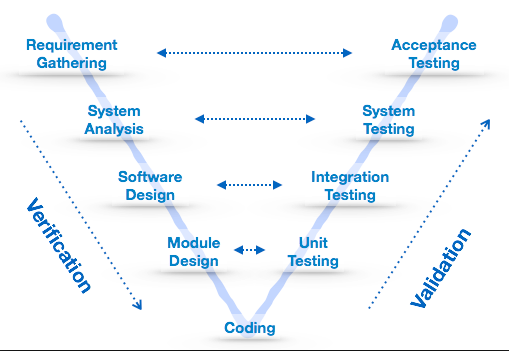 Requirement
Gathering
Acceptance
Testing
System
Analysis
System
Testing
Software
Design
Integration
Testing
Module
Design
Unit
Testing
Verification
Validation
Coding